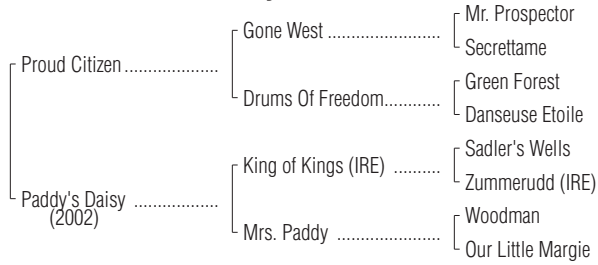 Mr. Prospector
Gone West .......................
Secrettame
Proud Citizen ....................
Green Forest
Drums Of Freedom............
Danseuse Etoile
Sadler's Wells
King of Kings (IRE) ..........
Zummerudd (IRE)
Paddy's Daisy ..................
(2002)
Woodman
Mrs. Paddy ......................
Our Little Margie